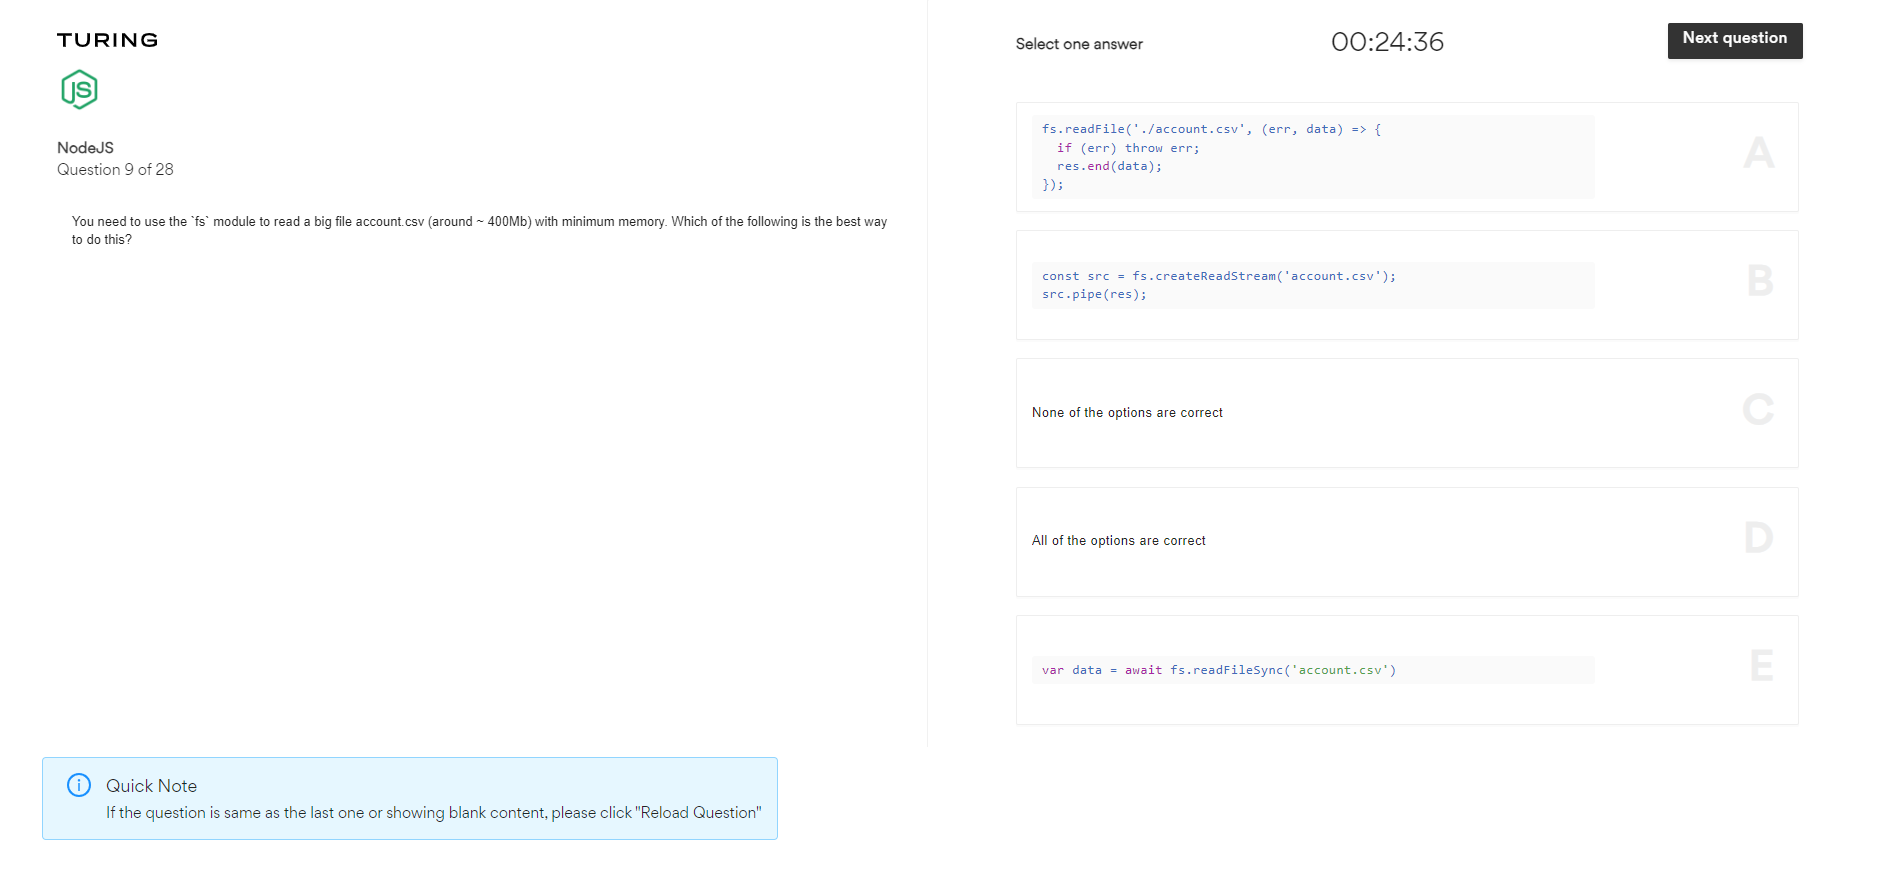 TURING
JS
NodeJS
Question 9 of 28
You need to use the `fs` module to read a big file account.csv (around ~ 400Mb) with minimum memory. Which of the following is the best way
to do this?
Quick Note
If the question is same as the last one or showing blank content, please click "Reload Question"
Select one answer
00:24:36
Next question
fs.readFile('./account.csv', (err, data) => {
  if (err) throw err;
  res.end(data);
});
A
const src = fs.createReadStream('account.csv');
src.pipe(res);
B
None of the options are correct
C
All of the options are correct
D
var data = await fs.readFileSync('account.csv')
E